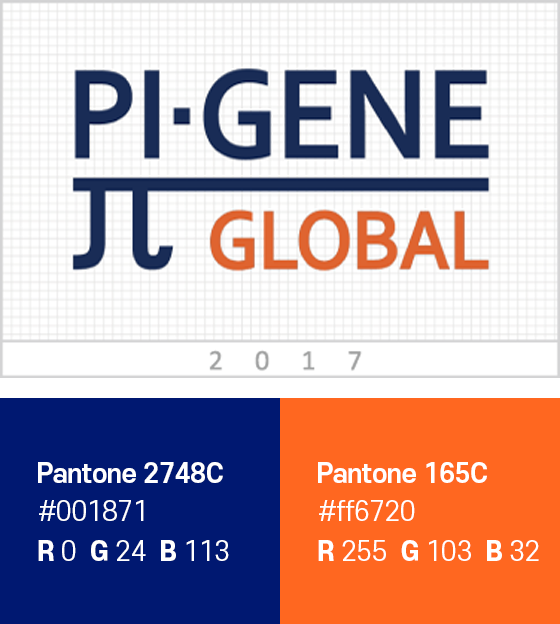 PI·GENE
π GLOBAL
2 0 1 7
Pantone 2748C
#001871
R 0 G 24 B 113
Pantone 165C
#ff6720
R 255 G 103 B 32